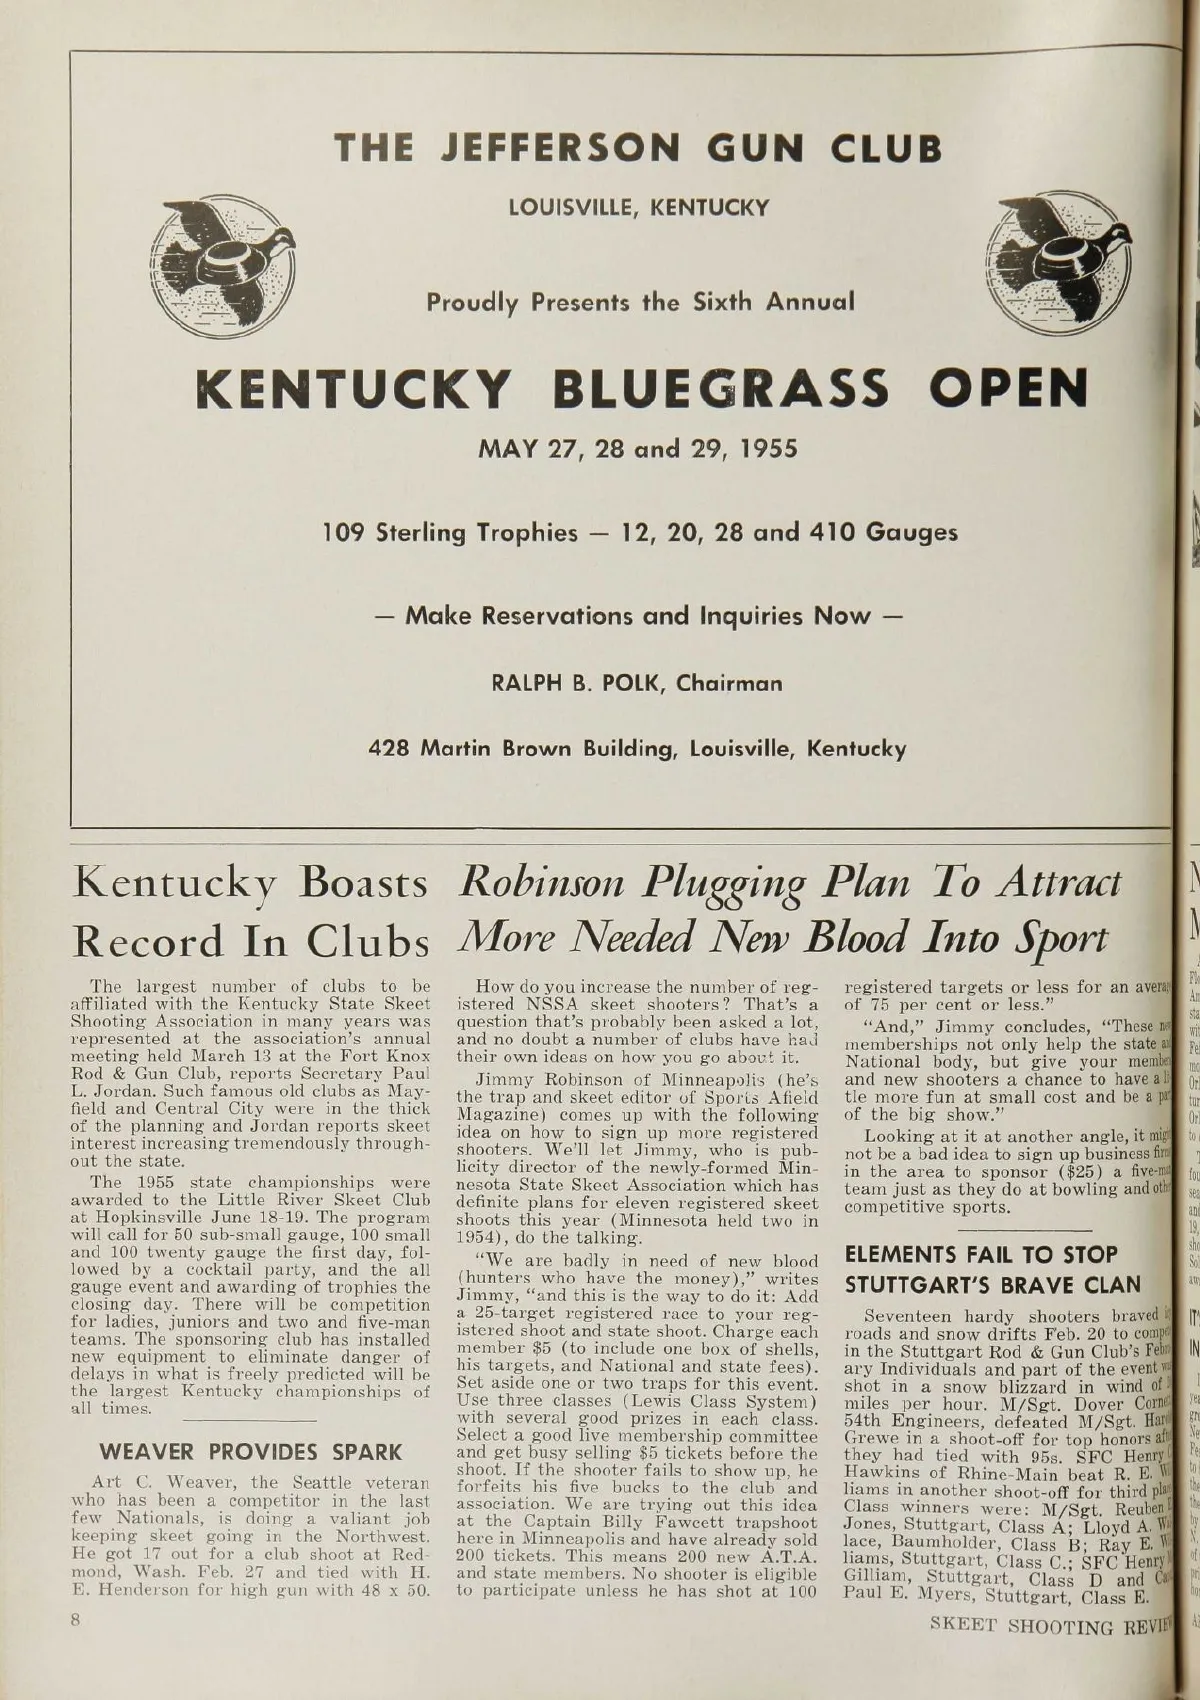 THE JEFFERSON GUN CLUB
LOUISVILLE, KENTUCKY
Proudly Presents the Sixth Annual
KENTUCKY BLUEGRASS OPEN
MAY 27, 28 and 29, 1955
109 Sterling Trophies — 12, 20, 28 and 410 Gauges
— Make Reservations and Inquiries Now —
RALPH B. POLK, Chairman
428 Martin Brown Building, Louisville, Kentucky
Kentucky Boasts
Record In Clubs
The largest number of clubs to be
affiliated with the Kentucky State Skeet
Shooting Association in many years was
represented at the association's annual
meeting held March 13 at the Fort Knox
Rod & Gun Club, reports Secretary Paul
L. Jordan. Such famous old clubs as May-
field and Central City were in the thick
of the planning and Jordan reports skeet
interest increasing tremendously through-
out the state.
The 1955 state championships were
awarded to the Little River Skeet Club
at Hopkinsville June 18-19. The program
will call for 50 sub-small gauge, 100 small
and 100 twenty gauge the first day, fol-
lowed by a cocktail party, and the all
gauge event and awarding of trophies the
closing day. There will be competition
for ladies, juniors and two and five-man
teams. The sponsoring club has installed
new equipment to eliminate danger of
delays in what is freely predicted will be
the largest Kentucky championships of
all times.
WEAVER PROVIDES SPARK
Art C. Weaver, the Seattle veteran
who has been a competitor in the last
few Nationals, is doing a valiant job
keeping skeet going in the Northwest.
He got 17 out for a club shoot at Red-
mond, Wash. Feb. 27 and tied with H.
E. Henderson for high gun with 48 x 50.
Robinson Plugging Plan To Attract
More Needed New Blood Into Sport
How do you increase the number of reg-
istered NSSA skeet shooters? That's a
question that's probably been asked a lot,
and no doubt a number of clubs have had
their own ideas on how you go about it.
Jimmy Robinson of Minneapolis (he's
the trap and skeet editor of Sports Afield
Magazine) comes up with the following
idea on how to sign up more registered
shooters. We'll let Jimmy, who is pub-
licity director of the newly-formed Min-
nesota State Skeet Association which has
definite plans for eleven registered skeet
shoots this year (Minnesota held two in
1954), do the talking.
"We are badly in need of new blood
(hunters who have the money)," writes
Jimmy, "and this is the way to do it: Add
a 25-target registered race to your reg-
istered shoot and state shoot. Charge each
member $5 (to include one box of shells,
his targets, and National and state fees).
Set aside one or two traps for this event.
Use three classes (Lewis Class System)
with several good prizes in each class.
Select a good live membership committee
and get busy selling $5 tickets before the
shoot. If the shooter fails to show up, he
forfeits his five bucks to the club and
association. We are trying out this idea
at the Captain Billy Fawcett trapshoot
here in Minneapolis and have already sold
200 tickets. This means 200 new A.T.A.
and state members. No shooter is eligible
to participate unless he has shot at 100
registered targets or less for an
of 75 per cent or less."
"And," Jimmy concludes, "These
memberships not only help the state
National body, but give your
and new shooters a chance to have a
tle more fun at small cost and be a
of the big show."
Looking at it at another angle, it
not be a bad idea to sign up business
in the area to sponsor ($25) a
team just as they do at bowling and
competitive sports.
ELEMENTS FAIL TO STOP
STUTTGART'S BRAVE CLAN
Seventeen hardy shooters braved
roads and snow drifts Feb. 20 to
in the Stuttgart Rod & Gun Club's
ary Individuals and part of the event
shot in a snow blizzard in wind of
miles per hour. M/Sgt. Dover
54th Engineers, defeated M/Sgt.
Grewe in a shoot-off for top honors
they had tied with 95s. SFC Henry
Hawkins of Rhine-Main beat R. E.
liams in another shoot-off for third
Class winners were: M/Sgt. Reuben
Jones, Stuttgart, Class A; Lloyd A.
lace, Baumholder, Class B; Ray E.
liams, Stuttgart, Class C.; SFC Henry
Gilliam, Stuttgart, Class D and
Paul E. Myers, Stuttgart, Class E.
8
SKEET SHOOTING